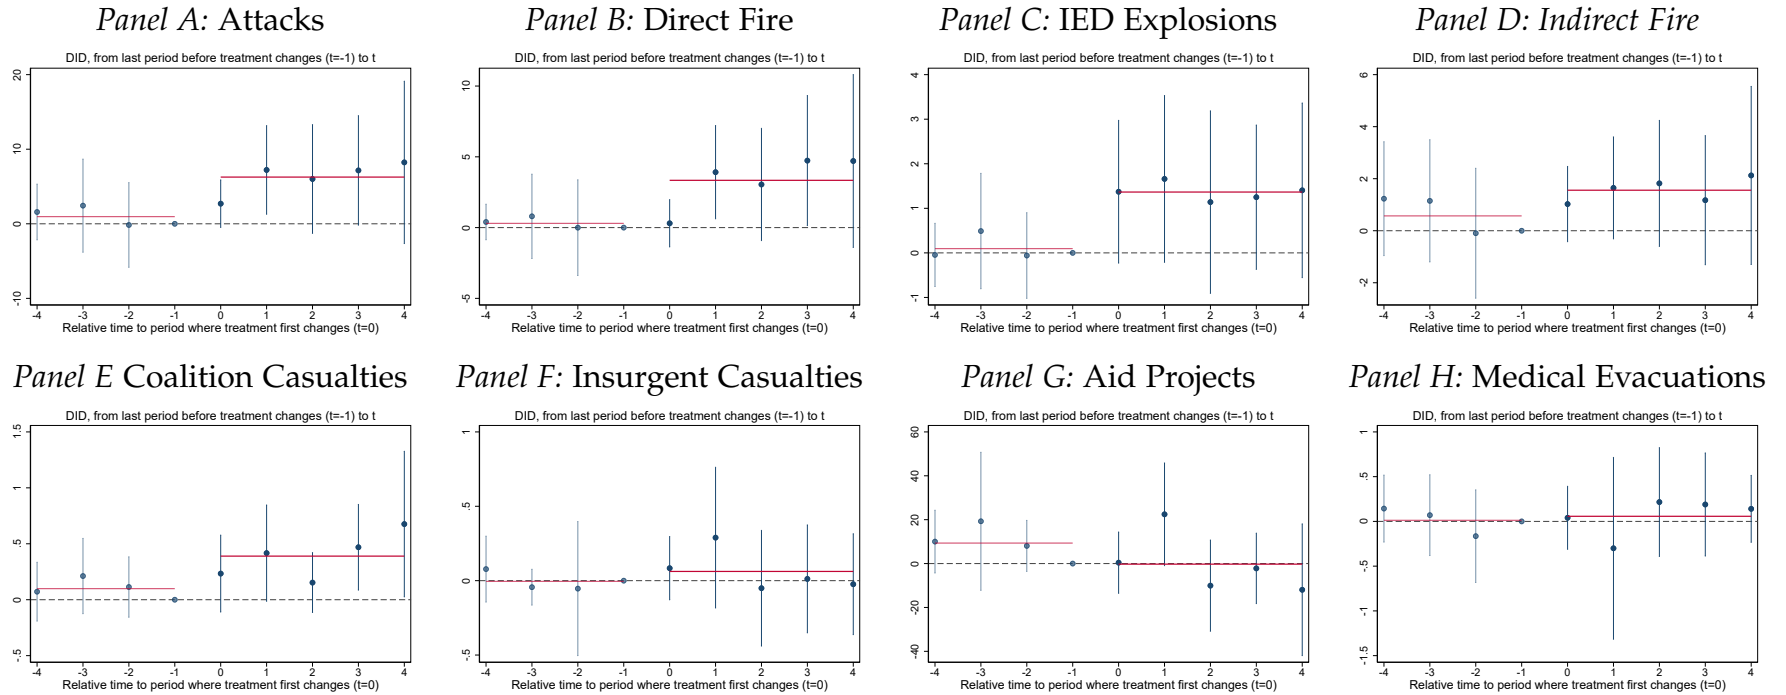 Panel A: Attacks
DID, from last period before treatment changes (t=-1) to t
20
10
0
-10
-4 -3 -2 -1 0 1 2 3 4
Relative time to period where treatment first changes (t=0)
Panel B: Direct Fire
DID, from last period before treatment changes (t=-1) to t
10
5
0
-5
-4 -3 -2 -1 0 1 2 3 4
Relative time to period where treatment first changes (t=0)
Panel C: IED Explosions
DID, from last period before treatment changes (t=-1) to t
4
3
2
1
0
-1
-4 -3 -2 -1 0 1 2 3 4
Relative time to period where treatment first changes (t=0)
Panel D: Indirect Fire
DID, from last period before treatment changes (t=-1) to t
6
4
2
0
-2
-4 -3 -2 -1 0 1 2 3 4
Relative time to period where treatment first changes (t=0)
Panel E Coalition Casualties
DID, from last period before treatment changes (t=-1) to t
1.5
1
.5
0
-.5
-4 -3 -2 -1 0 1 2 3 4
Relative time to period where treatment first changes (t=0)
Panel F: Insurgent Casualties
DID, from last period before treatment changes (t=-1) to t
1
.5
0
-.5
-4 -3 -2 -1 0 1 2 3 4
Relative time to period where treatment first changes (t=0)
Panel G: Aid Projects
DID, from last period before treatment changes (t=-1) to t
60
40
20
0
-20
-40
-4 -3 -2 -1 0 1 2 3 4
Relative time to period where treatment first changes (t=0)
Panel H: Medical Evacuations
DID, from last period before treatment changes (t=-1) to t
1
.5
0
-.5
-1
-1.5
-4 -3 -2 -1 0 1 2 3 4
Relative time to period where treatment first changes (t=0)